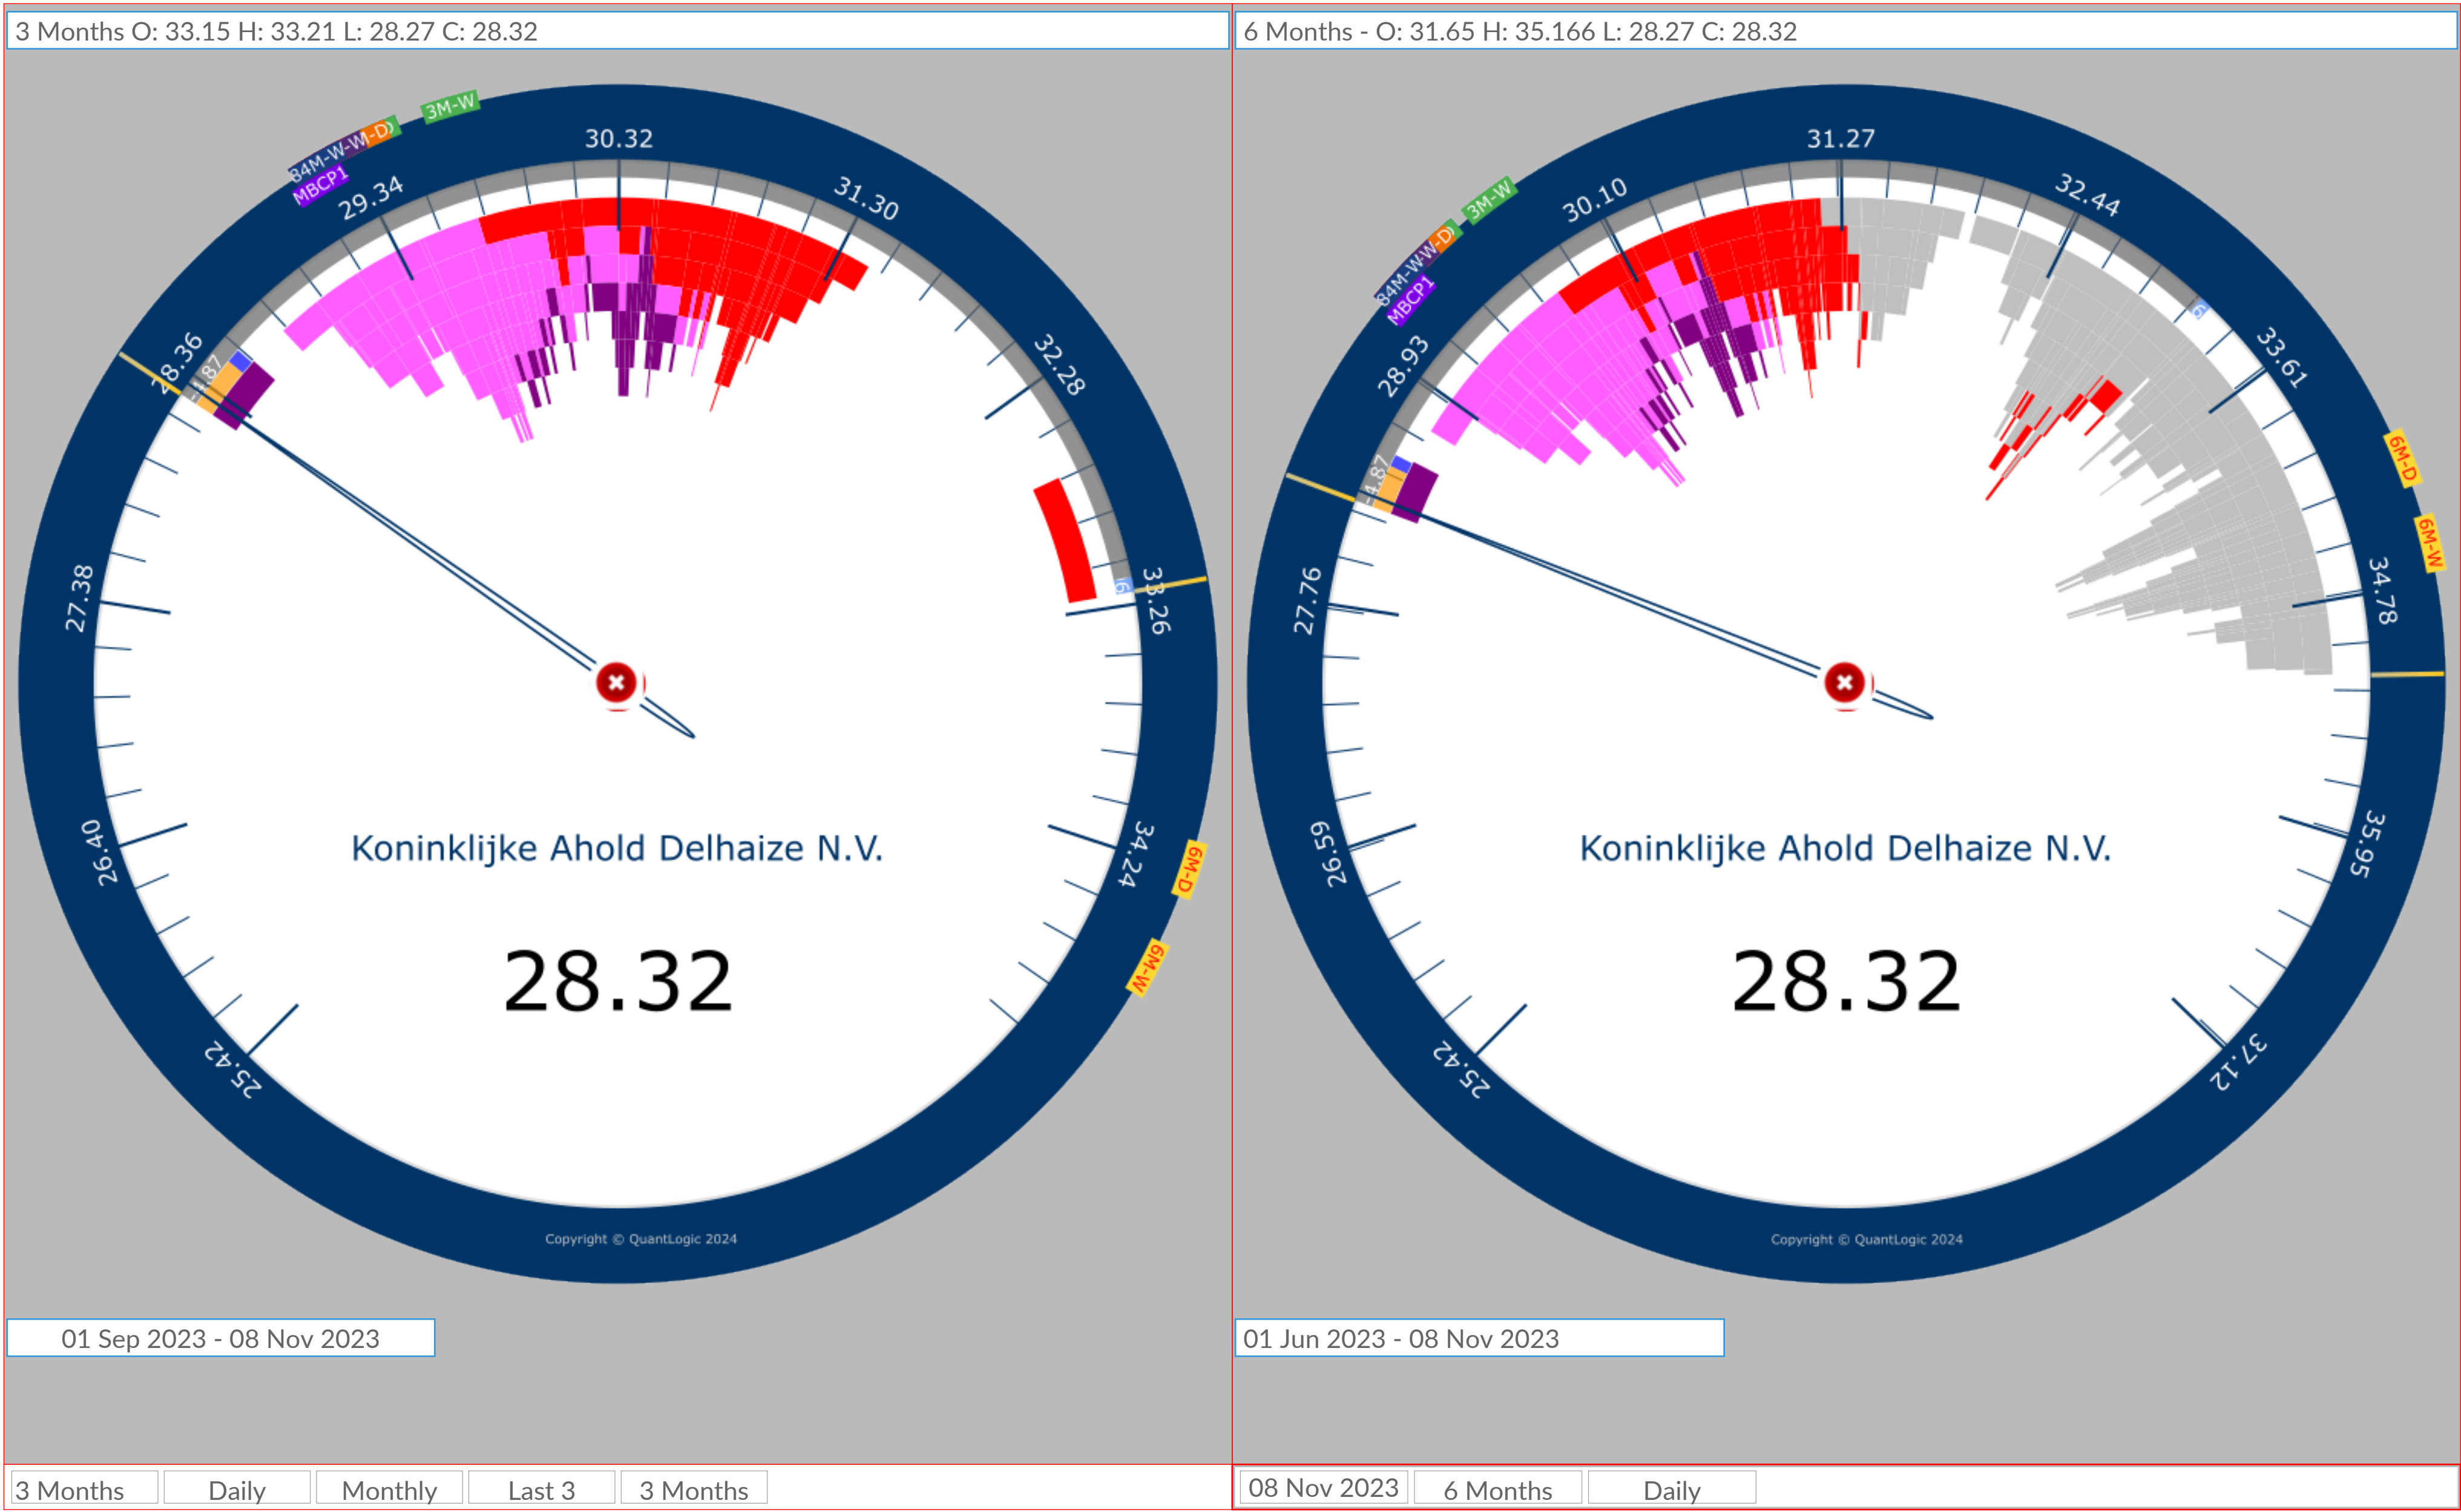 3 Months O: 33.15 H: 33.21 L: 28.27 C: 28.32
3M-W
84M-W-W
M-D
MBCP1
30.32
29.34
31.30
28.36
32.28
27.38
33.26
26.40
34.24
25.42
6M-D
6M-W
Koninklijke Ahold Delhaize N.V.
28.32
Copyright © QuantLogic 2024
01 Sep 2023 - 08 Nov 2023
3 Months
Daily
Monthly
Last 3
3 Months
6 Months - O: 31.65 H: 35.166 L: 28.27 C: 28.32
3M-W
84M-W-W-D
MBCP1
31.27
30.10
32.44
28.93
33.61
-4.87
27.76
34.78
26.59
35.95
25.42
37.12
6M-D
6M-W
Koninklijke Ahold Delhaize N.V.
28.32
Copyright © QuantLogic 2024
01 Jun 2023 - 08 Nov 2023
08 Nov 2023
6 Months
Daily